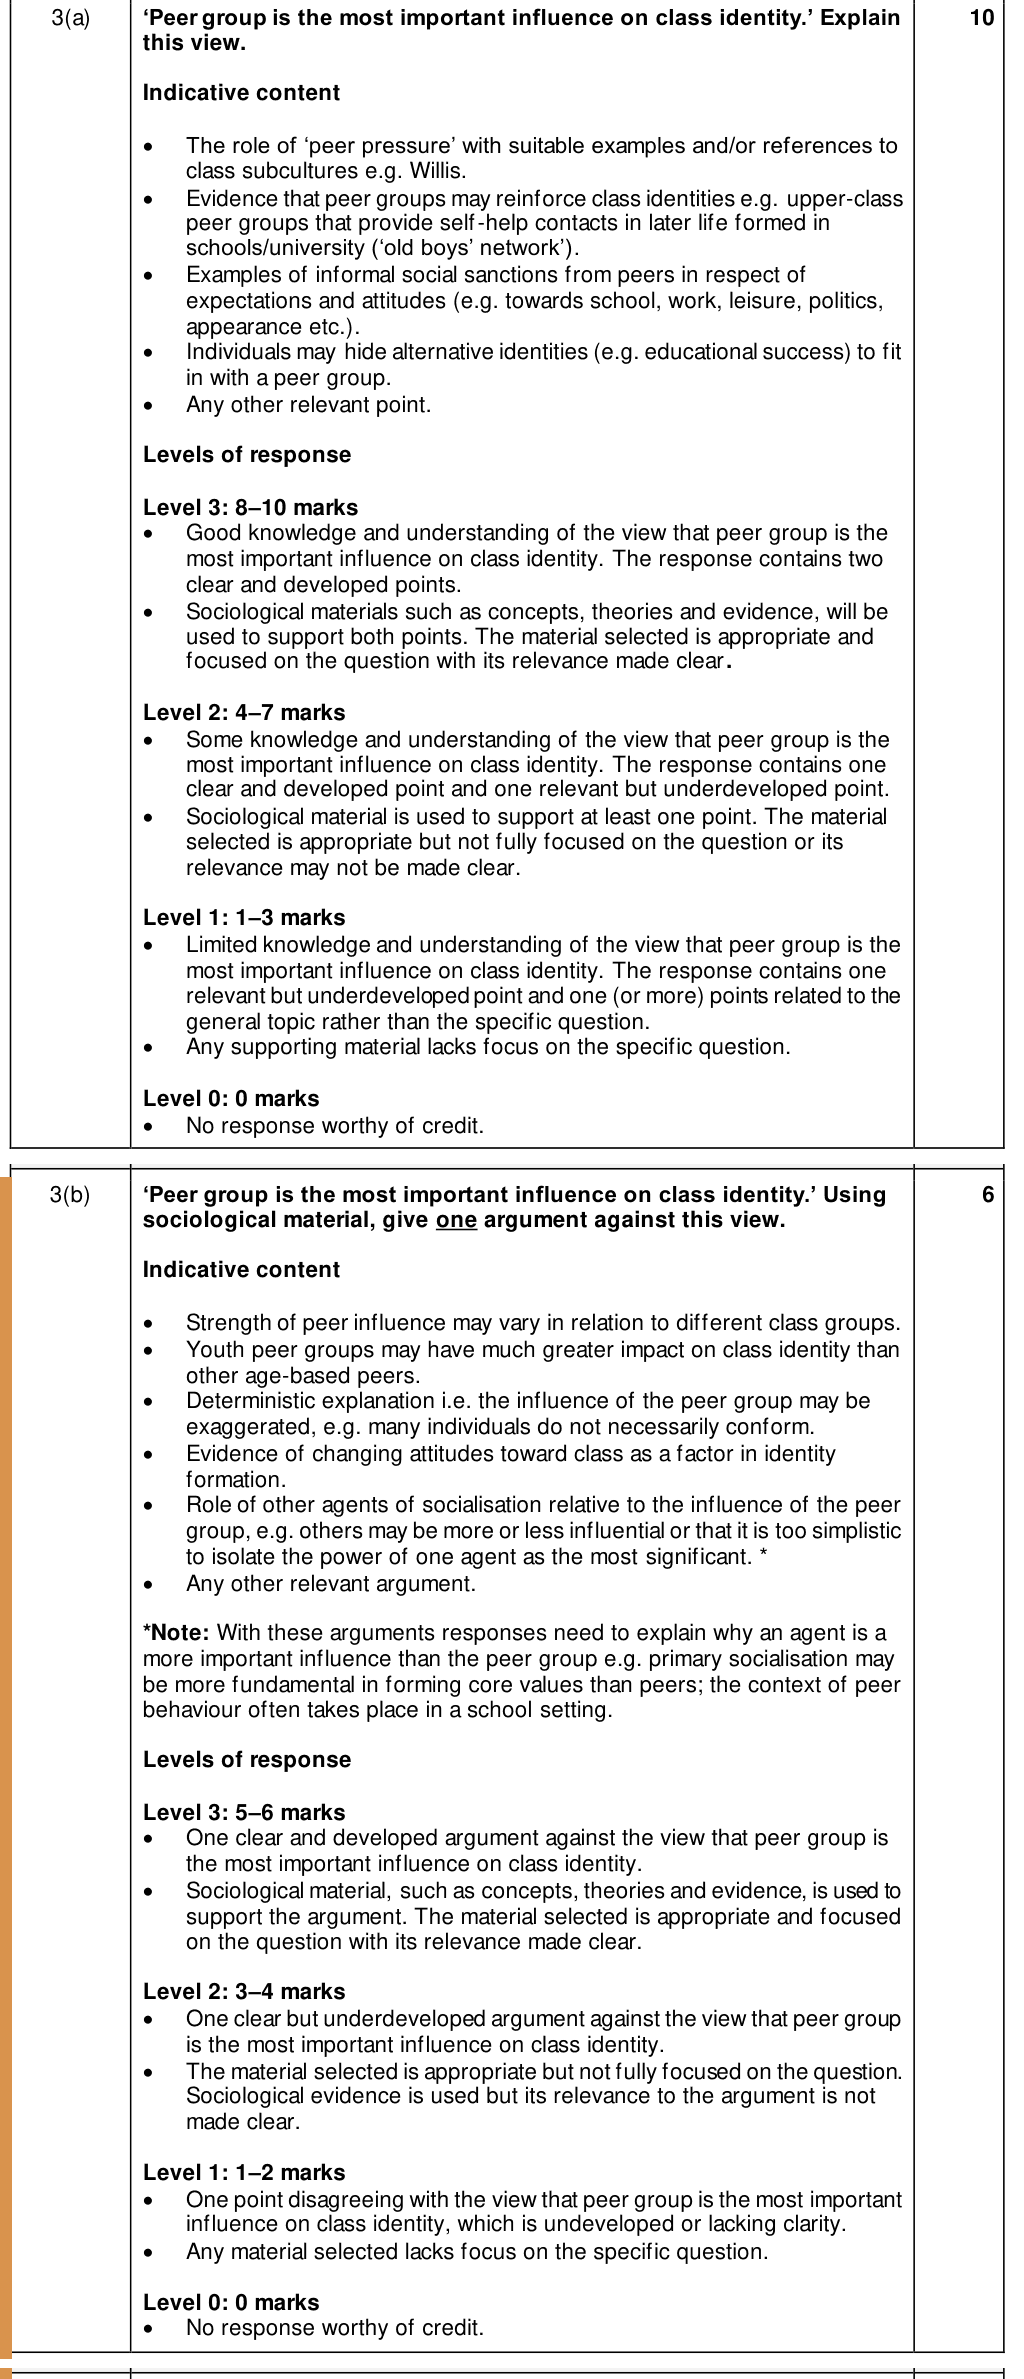 3(a) ‘Peer group is the most important influence on class identity.’ Explain 10
this view.
Indicative content
• The role of ‘peer pressure’ with suitable examples and/or references to
class subcultures e.g. Willis.
• Evidence that peer groups may reinforce class identities e.g. upper-class
peer groups that provide self-help contacts in later life formed in
schools/university (‘old boys’ network’).
• Examples of informal social sanctions from peers in respect of
expectations and attitudes (e.g. towards school, work, leisure, politics,
appearance etc.).
• Individuals may hide alternative identities (e.g. educational success) to fit
in with a peer group.
• Any other relevant point.
Levels of response
Level 3: 8–10 marks
• Good knowledge and understanding of the view that peer group is the
most important influence on class identity. The response contains two
clear and developed points.
• Sociological materials such as concepts, theories and evidence, will be
used to support both points. The material selected is appropriate and
focused on the question with its relevance made clear.
Level 2: 4–7 marks
• Some knowledge and understanding of the view that peer group is the
most important influence on class identity. The response contains one
clear and developed point and one relevant but underdeveloped point.
• Sociological material is used to support at least one point. The material
selected is appropriate but not fully focused on the question or its
relevance may not be made clear.
Level 1: 1–3 marks
• Limited knowledge and understanding of the view that peer group is the
most important influence on class identity. The response contains one
relevant but underdeveloped point and one (or more) points related to the
general topic rather than the specific question.
• Any supporting material lacks focus on the specific question.
Level 0: 0 marks
• No response worthy of credit.
3(b) ‘Peer group is the most important influence on class identity.’ Using 6
sociological material, give one argument against this view.
Indicative content
• Strength of peer influence may vary in relation to different class groups.
• Youth peer groups may have much greater impact on class identity than
other age-based peers.
• Deterministic explanation i.e. the influence of the peer group may be
exaggerated, e.g. many individuals do not necessarily conform.
• Evidence of changing attitudes toward class as a factor in identity
formation.
• Role of other agents of socialisation relative to the influence of the peer
group, e.g. others may be more or less influential or that it is too simplistic
to isolate the power of one agent as the most significant. *
• Any other relevant argument.
*Note: With these arguments responses need to explain why an agent is a
more important influence than the peer group e.g. primary socialisation may
be more fundamental in forming core values than peers; the context of peer
behaviour often takes place in a school setting.
Levels of response
Level 3: 5–6 marks
• One clear and developed argument against the view that peer group is
the most important influence on class identity.
• Sociological material, such as concepts, theories and evidence, is used to
support the argument. The material selected is appropriate and focused
on the question with its relevance made clear.
Level 2: 3–4 marks
• One clear but underdeveloped argument against the view that peer group
is the most important influence on class identity.
• The material selected is appropriate but not fully focused on the question.
Sociological evidence is used but its relevance to the argument is not
made clear.
Level 1: 1–2 marks
• One point disagreeing with the view that peer group is the most important
influence on class identity, which is undeveloped or lacking clarity.
• Any material selected lacks focus on the specific question.
Level 0: 0 marks
• No response worthy of credit.